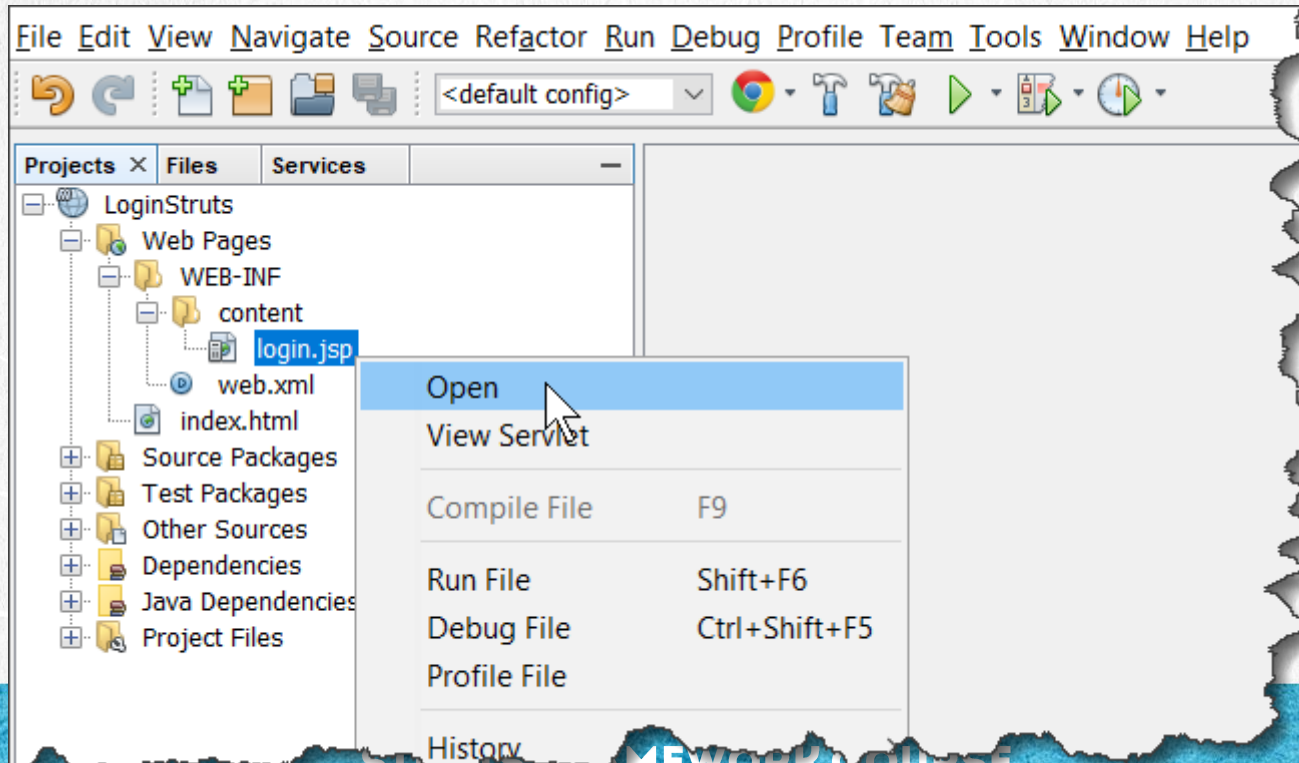 File Edit View Navigate Source Refactor Run Debug Profile Team Tools Window Help
<default config>
Projects Files Services
LoginStruts
Web Pages
WEB-INF
content
login.jsp
web.xml
index.html
Source Packages
Test Packages
Other Sources
Dependencies
Java Dependencies
Project Files
Open
View Servlet
Compile File F9
Run File Shift+F6
Debug File Ctrl+Shift+F5
Profile File
History